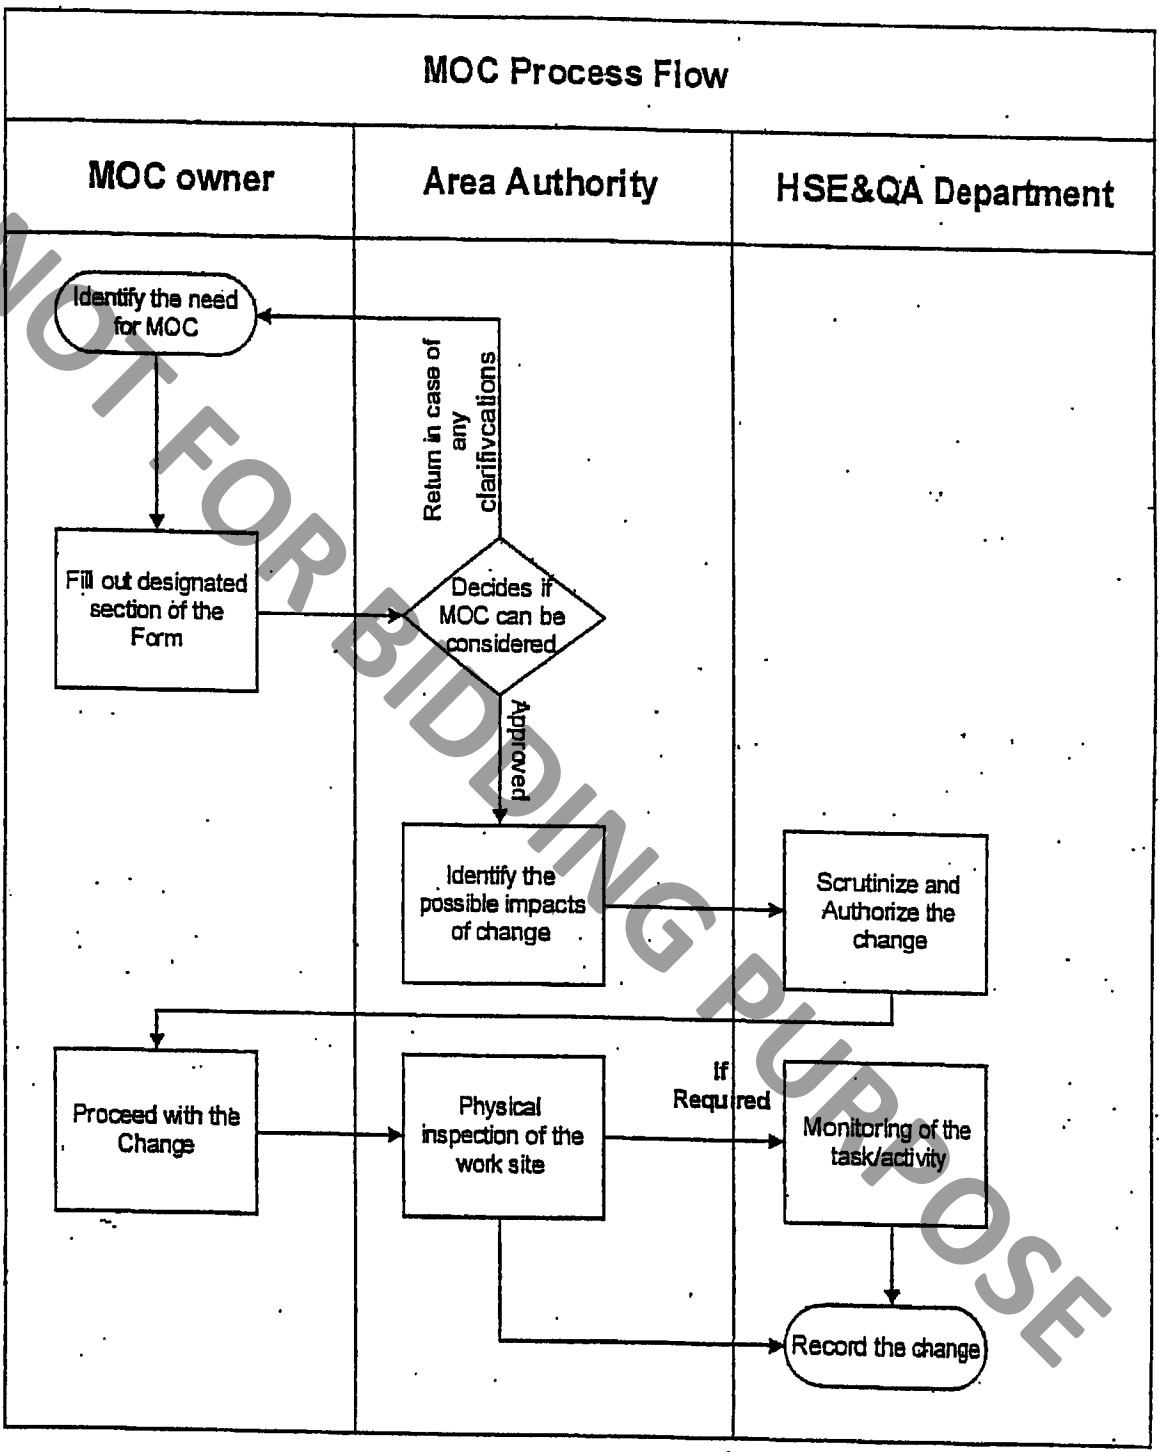 MOC Process Flow
MOC owner
Area Authority
HSE&QA Department
Identify the need
for MOC
Return in case of
any
clarifivcations
Fill out designated
section of the
Form
Decides if
MOC can be
considered
Approved
Identify the
possible impacts
of change
Scrutinize and
Authorize the
change
Proceed with the
Change
Physical
inspection of the
work site
If
Required
Monitoring of the
task/activity
Record the change
NOT FOR BIDDING PURPOSE